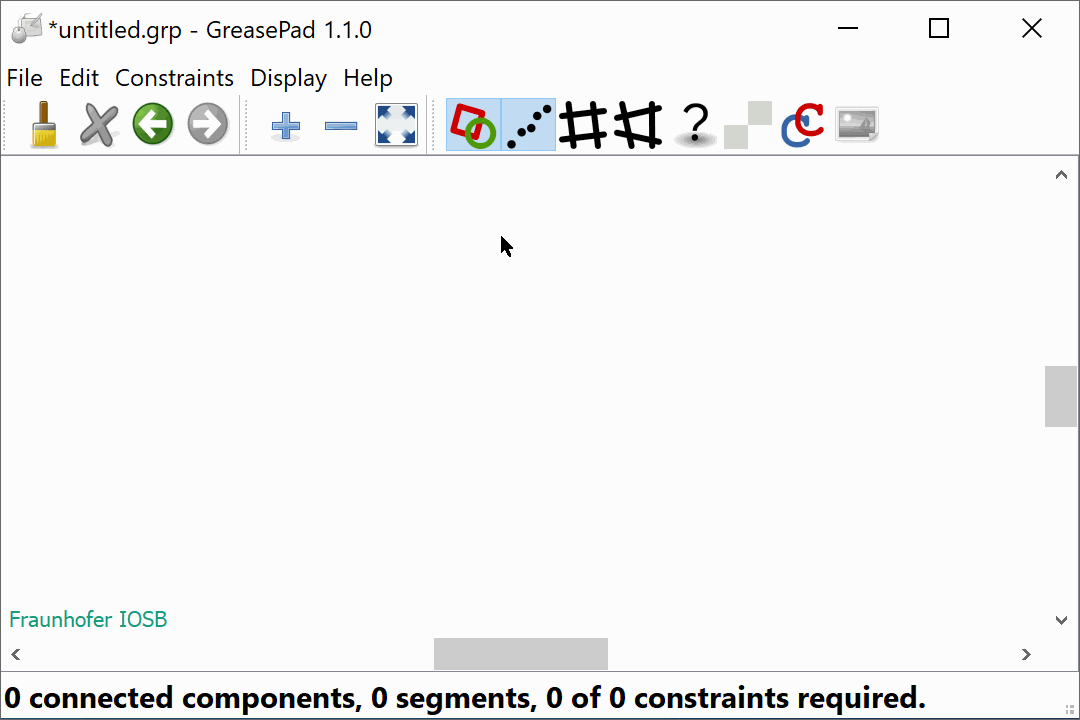 *untitled.grp - GreasePad 1.1.0
File Edit Constraints Display Help
Fraunhofer IOSB
0 connected components, 0 segments, 0 of 0 constraints required.